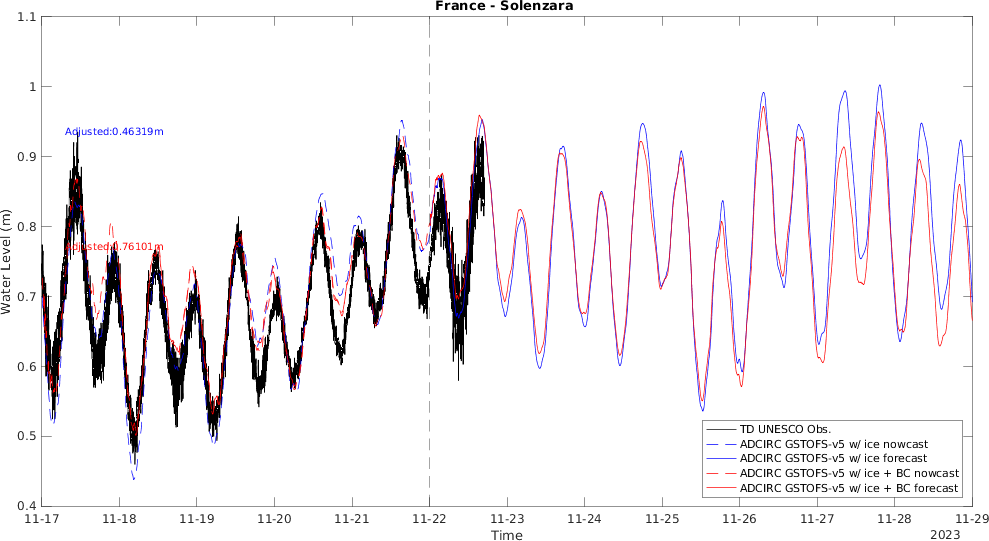 France - Solenzara
1.1
1
0.9
0.8
0.7
0.6
0.5
0.4
Water Level (m)
Adjusted:0.46319m
Adjusted:0.76101m
TD UNESCO Obs.
ADCIRC GSTOFS-v5 w/ ice nowcast
ADCIRC GSTOFS-v5 w/ ice forecast
ADCIRC GSTOFS-v5 w/ ice + BC nowcast
ADCIRC GSTOFS-v5 w/ ice + BC forecast
11-17 11-18 11-19 11-20 11-21 11-22 11-23 11-24 11-25 11-26 11-27 11-28 11-29
Time
2023